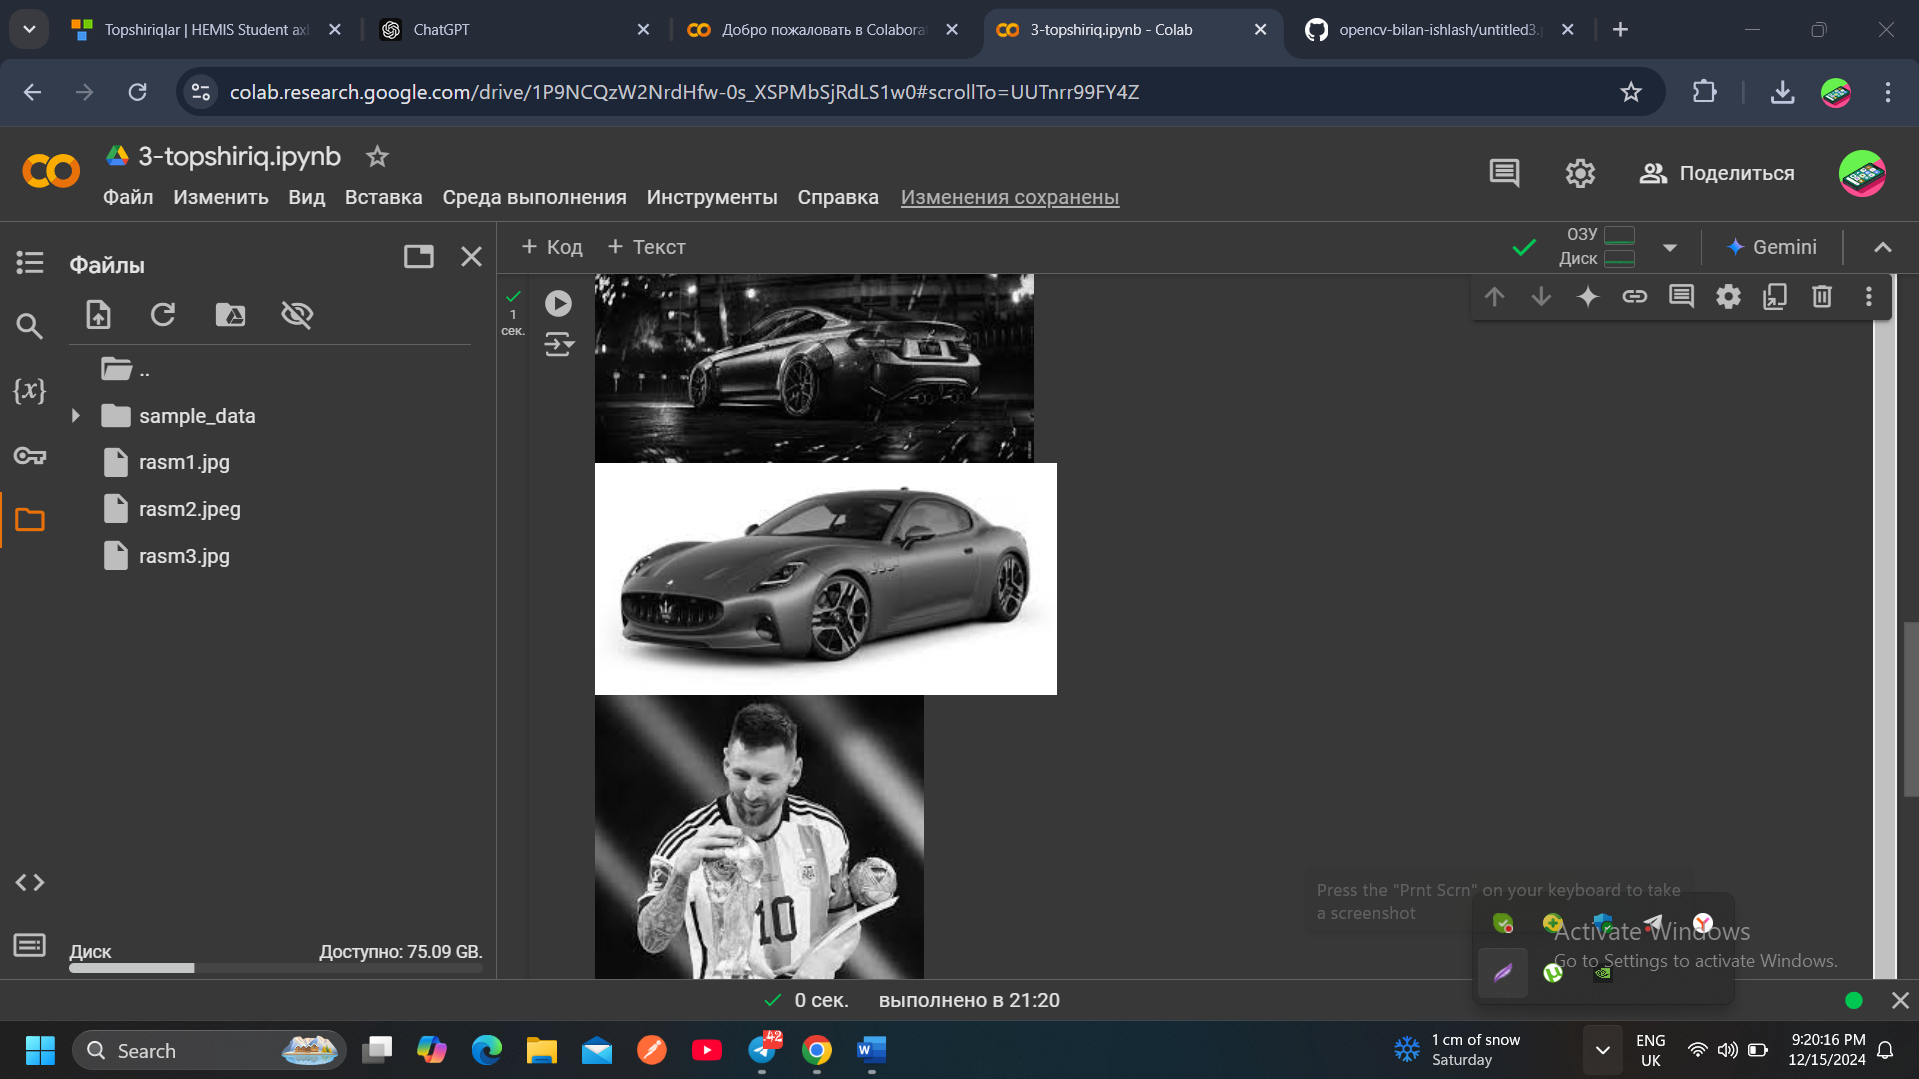 Topshiriqlar | HEMIS Student ax
ChatGPT
Добро пожаловать в Colaborat
3-topshiriq.ipynb - Colab
opencv-bilan-ishlash/untitled3.
colab.research.google.com/drive/1P9NCQzW2NrdHfw-0s_XSPMbSjRdLS1w0#scrollTo=UUTnrr99FY4Z
3-topshiriq.ipynb
Файл Изменить Вид Вставка Среда выполнения Инструменты Справка Изменения сохранены
Поделиться
Файлы
+ Код + Текст
ОЗУ
Диск
Gemini
1
сек.
..
{x}
sample_data
rasm1.jpg
rasm2.jpeg
rasm3.jpg
10
Press the "Prnt Scrn" on your keyboard to take
a screenshot
Activate Windows
Go to Settings to activate Windows.
Диск
Доступно: 75.09 GB.
0 сек. выполнено в 21:20
Search
42
1 cm of snow
Saturday
ENG
UK
9:20:16 PM
12/15/2024